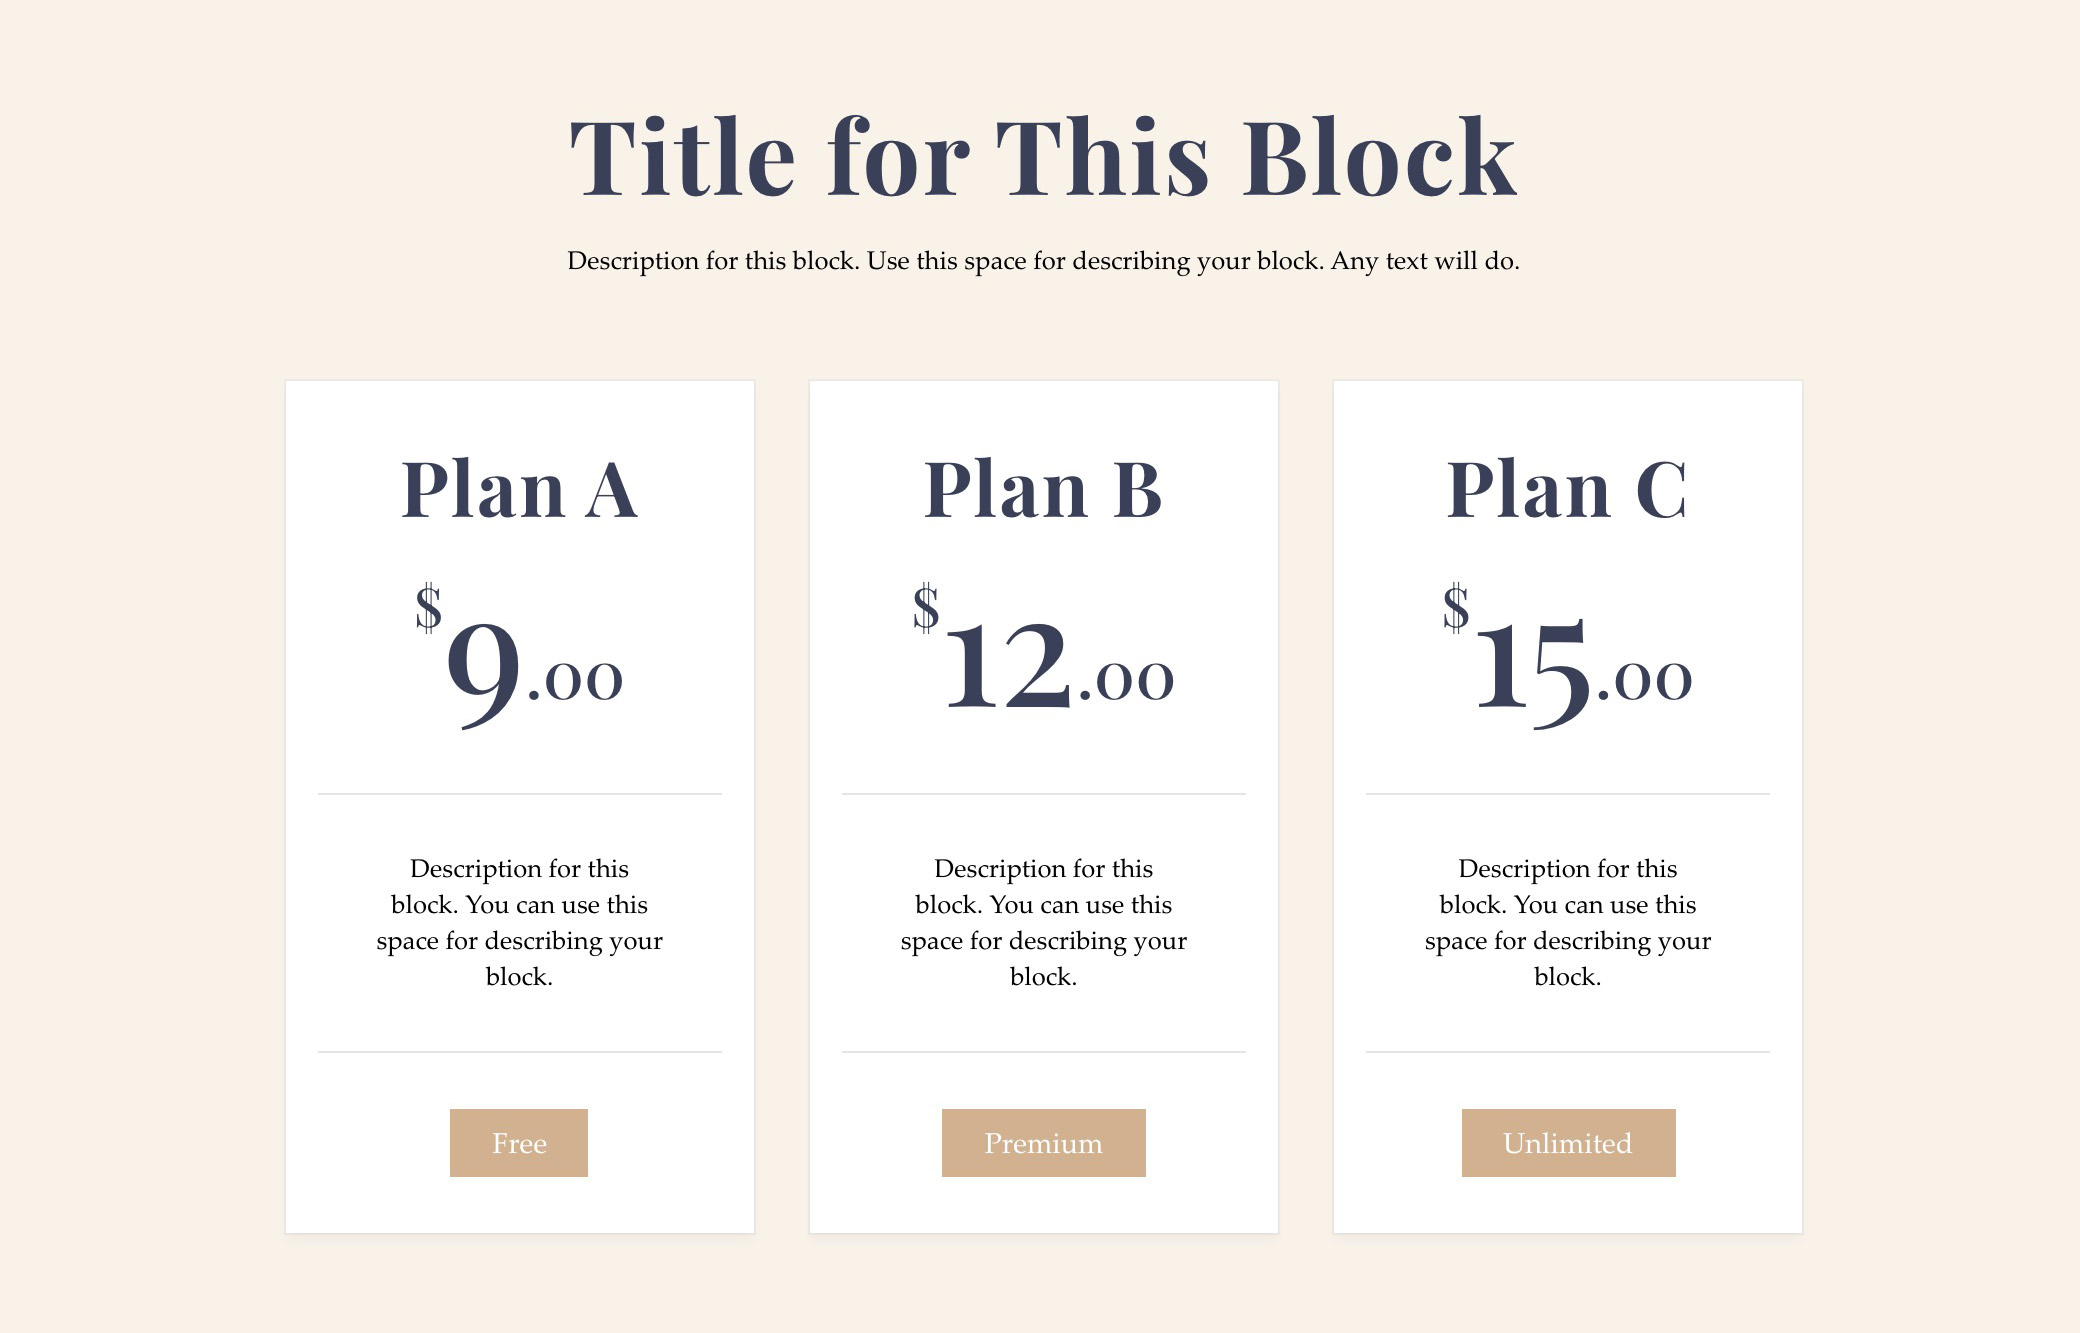 Title for This Block
Description for this block. Use this space for describing your block. Any text will do.
Plan A
$9.00
Description for this
block. You can use this
space for describing your
block.
Free
Plan B
$12.00
Description for this
block. You can use this
space for describing your
block.
Premium
Plan C
$15.00
Description for this
block. You can use this
space for describing your
block.
Unlimited